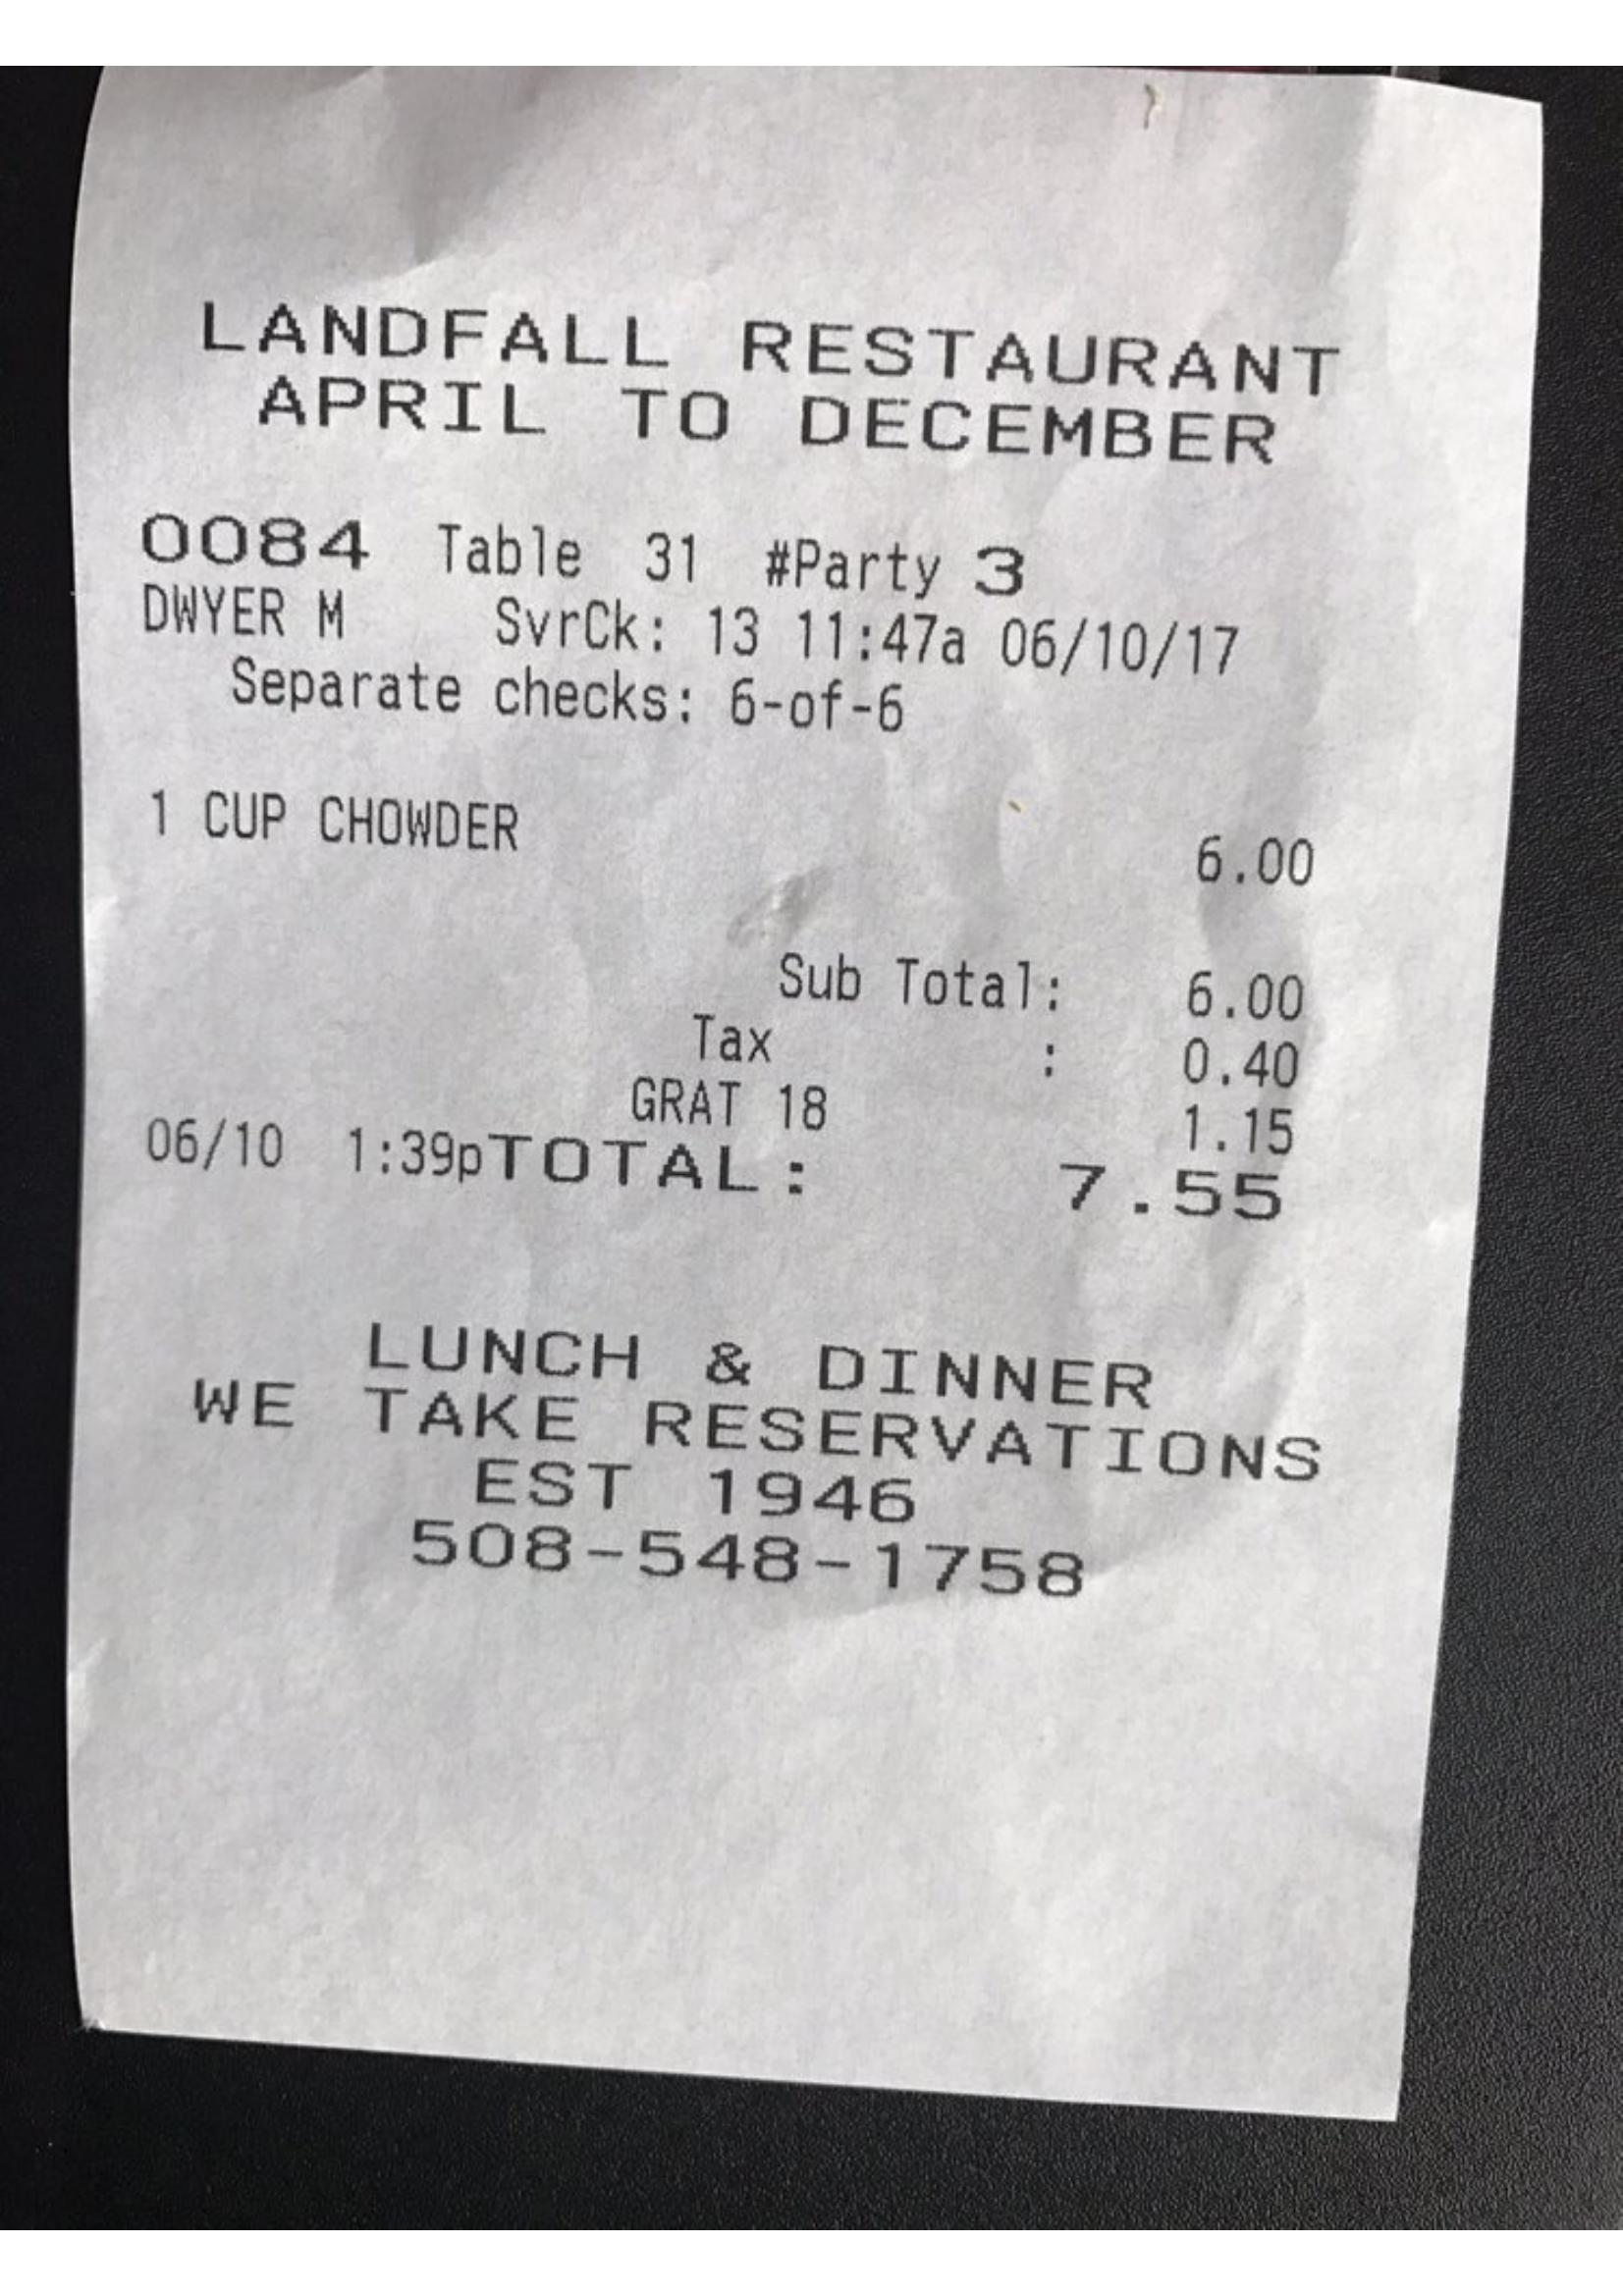 LANDFALL RESTAURANT
APRIL TO DECEMBER
0084 Table 31 #Party 3
DWYER M SvrCk: 13 11:47a 06/10/17
Separate checks: 6-of-6
1 CUP CHOWDER 6.00
Sub Total: 6.00
Tax : 0.40
GRAT 18 1.15
06/10 1:39pTOTAL: 7.55
LUNCH & DINNER
WE TAKE RESERVATIONS
EST 1946
508-548-1758